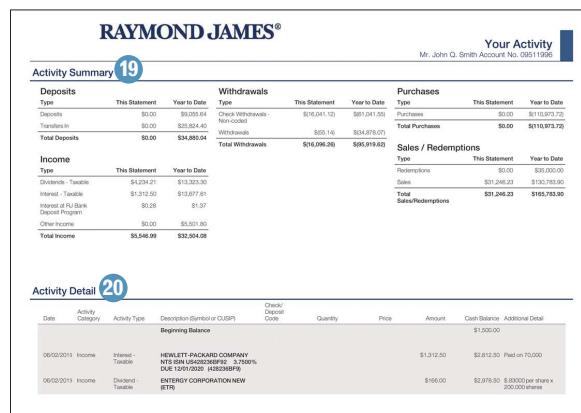 RAYMOND JAMES®
Your Activity
Mr. John Q. Smith Account No. 09511996
Activity Summary 19
Deposits
Type This Statement Year to Date
Deposits $0.00 $9,055.64
Transfers In $0.00 $25,824.40
Total Deposits $0.00 $34,880.04
Income
Type This Statement Year to Date
Dividends - Taxable $4,234.21 $13,323.30
Interest - Taxable $1,312.50 $13,677.61
Interest at RJ Bank $0.28 $1.37
Deposit Program
Other Income $0.00 $5,501.80
Total Income $5,546.99 $32,504.08
Withdrawals
Type This Statement Year to Date
Check Withdrawals - $(16,041.12) $(61,041.55)
Non-coded
Withdrawals $(55.14) $(34,878.07)
Total Withdrawals $(16,096.26) $(95,919.62)
Purchases
Type This Statement Year to Date
Purchases $0.00 $(110,973.72)
Total Purchases $0.00 $(110,973.72)
Sales / Redemptions
Type This Statement Year to Date
Redemptions $0.00 $35,000.00
Sales $31,246.23 $130,783.90
Total $31,246.23 $165,783.90
Sales/Redemptions
Activity Detail 20
Date Activity Category Activity Type Description (Symbol or CUSIP) Check/ Deposit Code Quantity Price Amount Cash Balance Additional Detail
Beginning Balance $1,500.00
Income Interest - HEWLETT-PACKARD COMPANY $1,312.50 $2,812.50 Paid on 70,000
Taxable NTS ISIN US428236BF92 3.7500%
DUE 12/01/2020 (428236BF9)
Income Dividend - ENTERGY CORPORATION NEW $166.00 $2,978.50 $.83000 per share x
Taxable (ETR) 200.000 shares